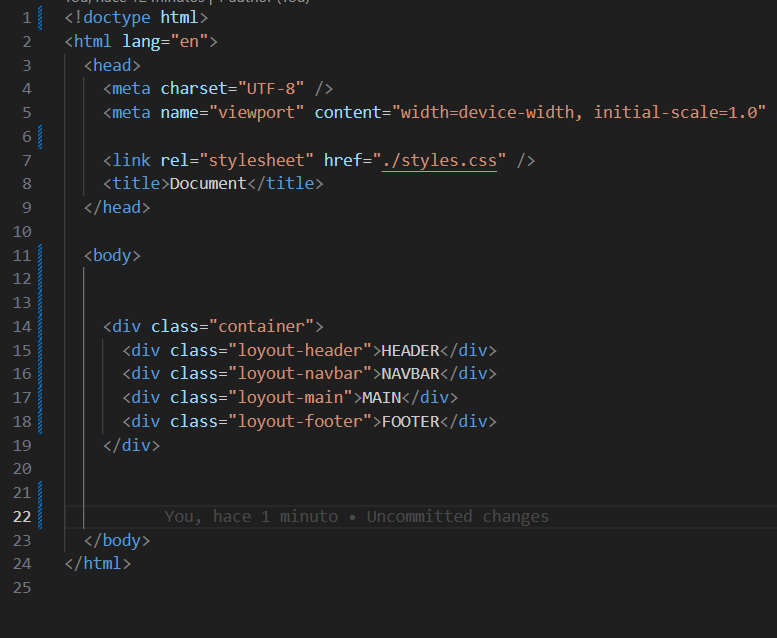 You, hace 12 minutos | 1 author (You)
1 <!doctype html>
2 <html lang="en">
3 <head>
4 <meta charset="UTF-8" />
5 <meta name="viewport" content="width=device-width, initial-scale=1.0"
6
7 <link rel="stylesheet" href="./styles.css" />
8 <title>Document</title>
9 </head>
10
11 <body>
12
13
14 <div class="container">
15 <div class="loyout-header">HEADER</div>
16 <div class="loyout-navbar">NAVBAR</div>
17 <div class="loyout-main">MAIN</div>
18 <div class="loyout-footer">FOOTER</div>
19 </div>
20
21
22 You, hace 1 minuto • Uncommitted changes
23 </body>
24 </html>
25